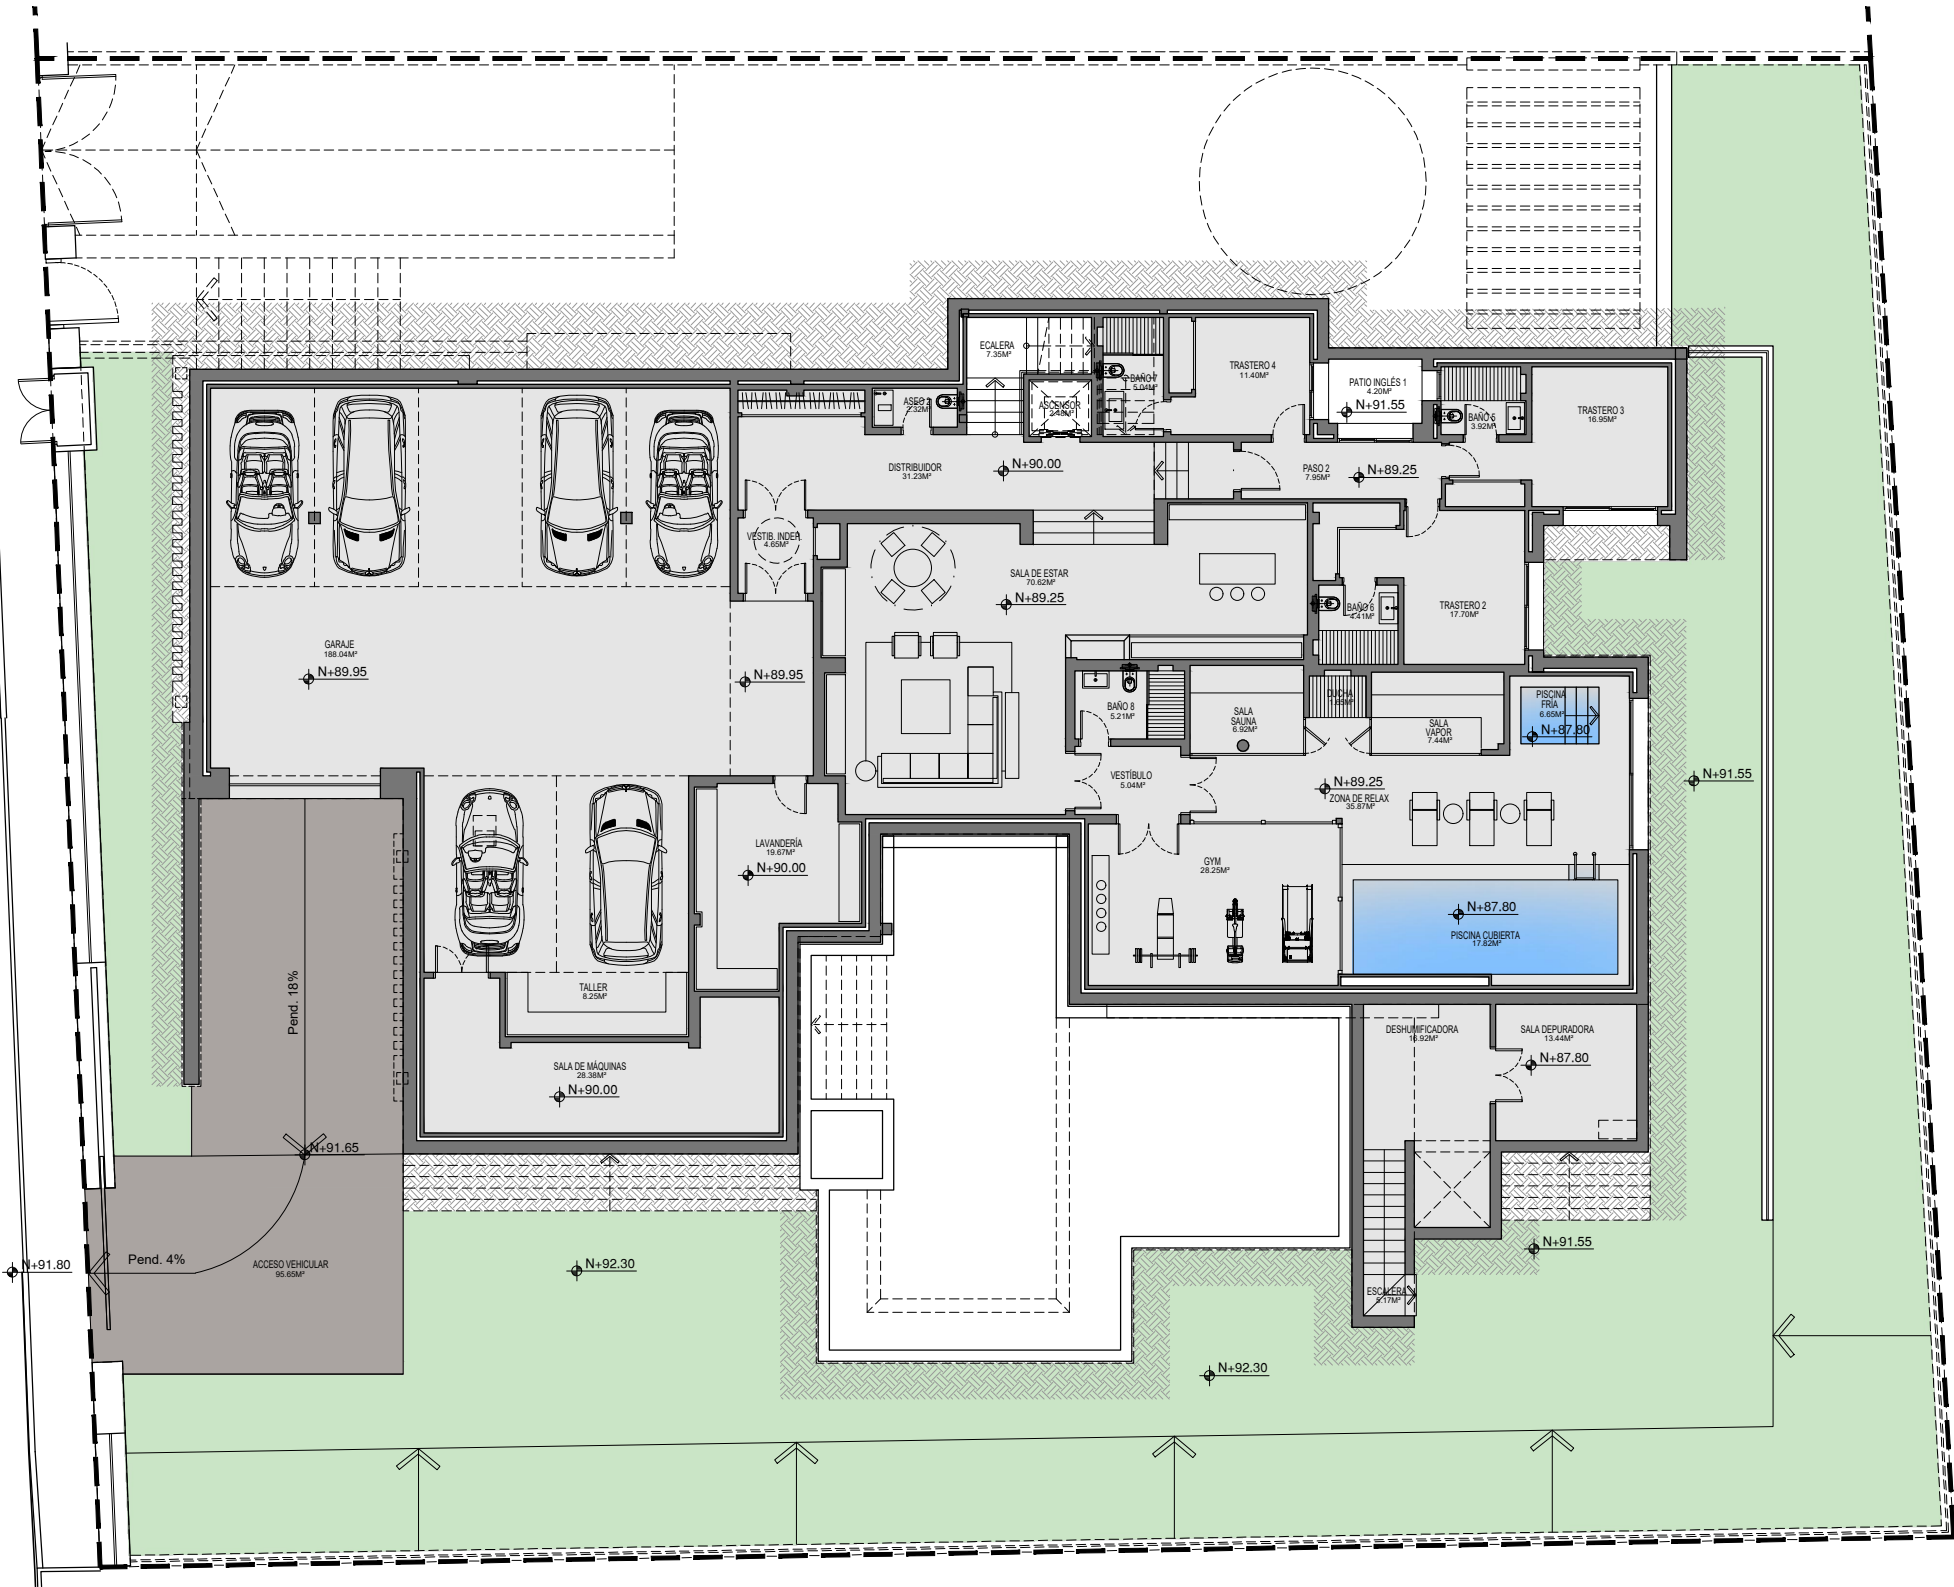 ECALERA
7.35M²
BAÑO 7
5.04M²
TRASTERO 4
11.40M²
PATIO INGLÉS 1
4.20M²
N+91.55
BAÑO 5
3.92M²
TRASTERO 3
16.95M²
ASEO 2
2.32M²
ASCENSOR
DISTRIBUIDOR
31.23M²
N+90.00
PASO 2
7.95M²
N+89.25
VESTIB. INDEP.
4.65M²
SALA DE ESTAR
70.62M²
N+89.25
BAÑO 6
4.41M²
TRASTERO 2
17.70M²
GARAJE
188.04M²
N+89.95
N+89.95
BAÑO 8
5.21M²
SALA
SAUNA
6.92M²
DUCHA
SALA
VAPOR
7.44M²
PISCINA
FRÍA
6.65M²
N+87.80
VESTÍBULO
5.04M²
N+89.25
ZONA DE RELAX
35.87M²
N+91.55
LAVANDERÍA
19.67M²
N+90.00
GYM
28.25M²
N+87.80
PISCINA CUBIERTA
17.82M²
Pend. 18%
TALLER
8.25M²
SALA DE MÁQUINAS
28.38M²
N+90.00
DESHUMIFICADORA
16.92M²
SALA DEPURADORA
13.44M²
N+87.80
N+91.65
Pend. 4%
N+91.80
ACCESO VEHICULAR
95.65M²
N+92.30
N+91.55
ESCALERA
5.17M²
N+92.30